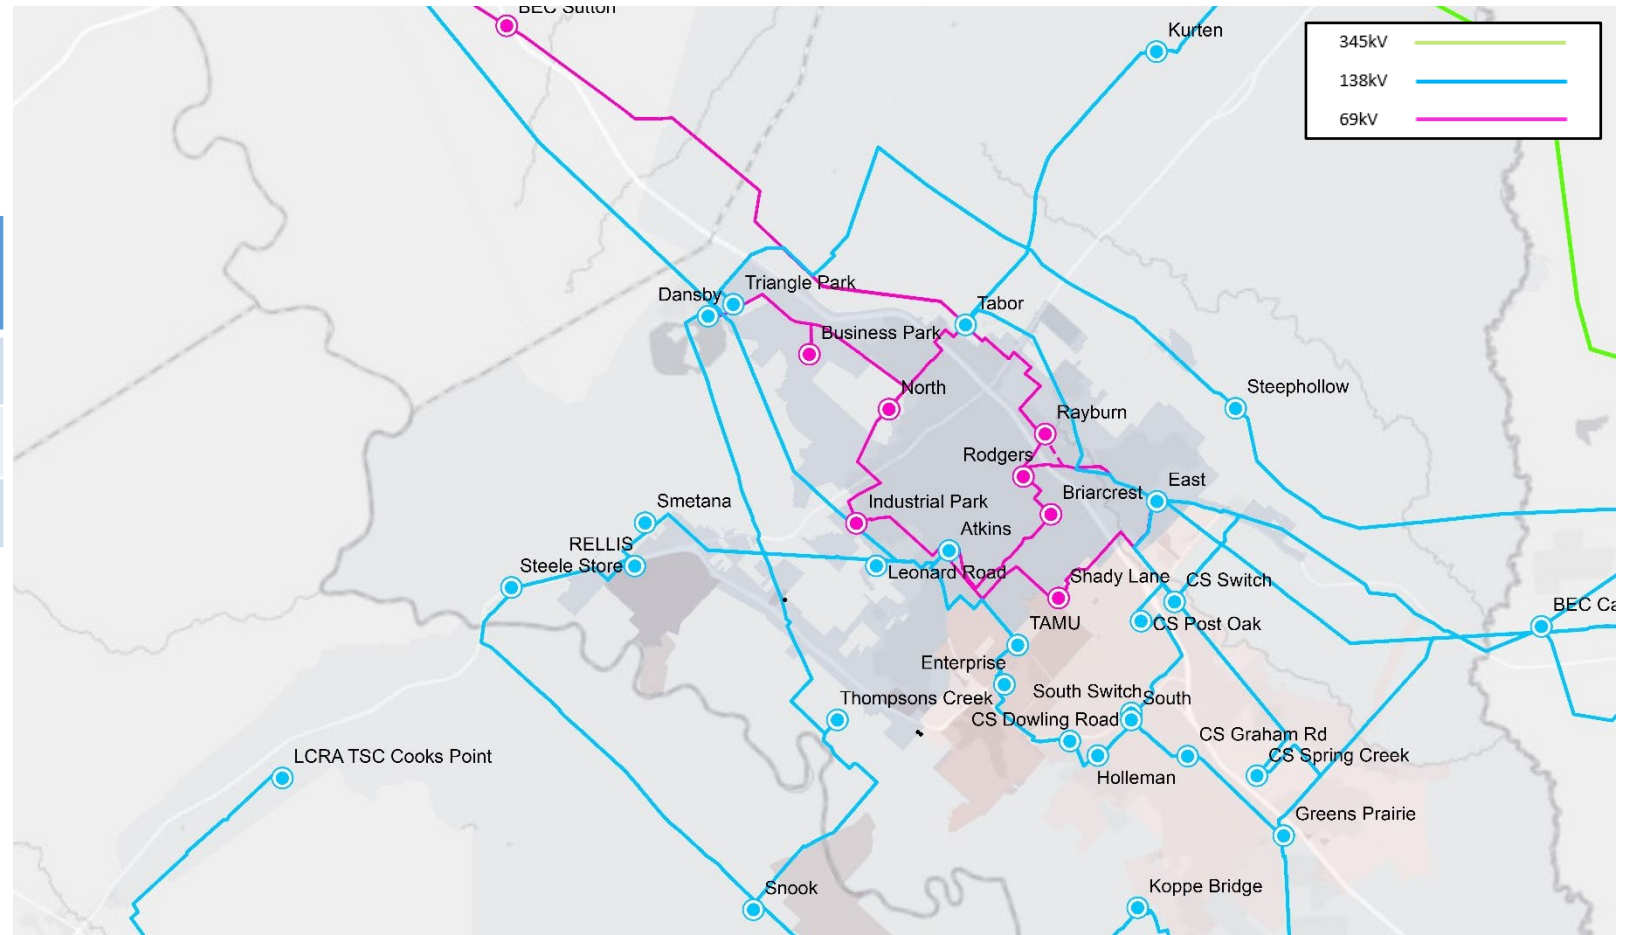 BEC Sutton
Kurten
345kV
138kV
69kV
Triangle Park
Dansby
Tabor
Business Park
North
Steephollow
Rayburn
Rodgers
East
Briarcrest
Smetana
Industrial Park
Atkins
RELLIS
Steele Store
Leonard Road
Shady Lane
CS Switch
BEC Ca
TAMU
CS Post Oak
Enterprise
Thompsons Creek
South Switch
South
CS Dowling Road
CS Graham Rd
CS Spring Creek
LCRA TSC Cooks Point
Holleman
Greens Prairie
Snook
Koppe Bridge